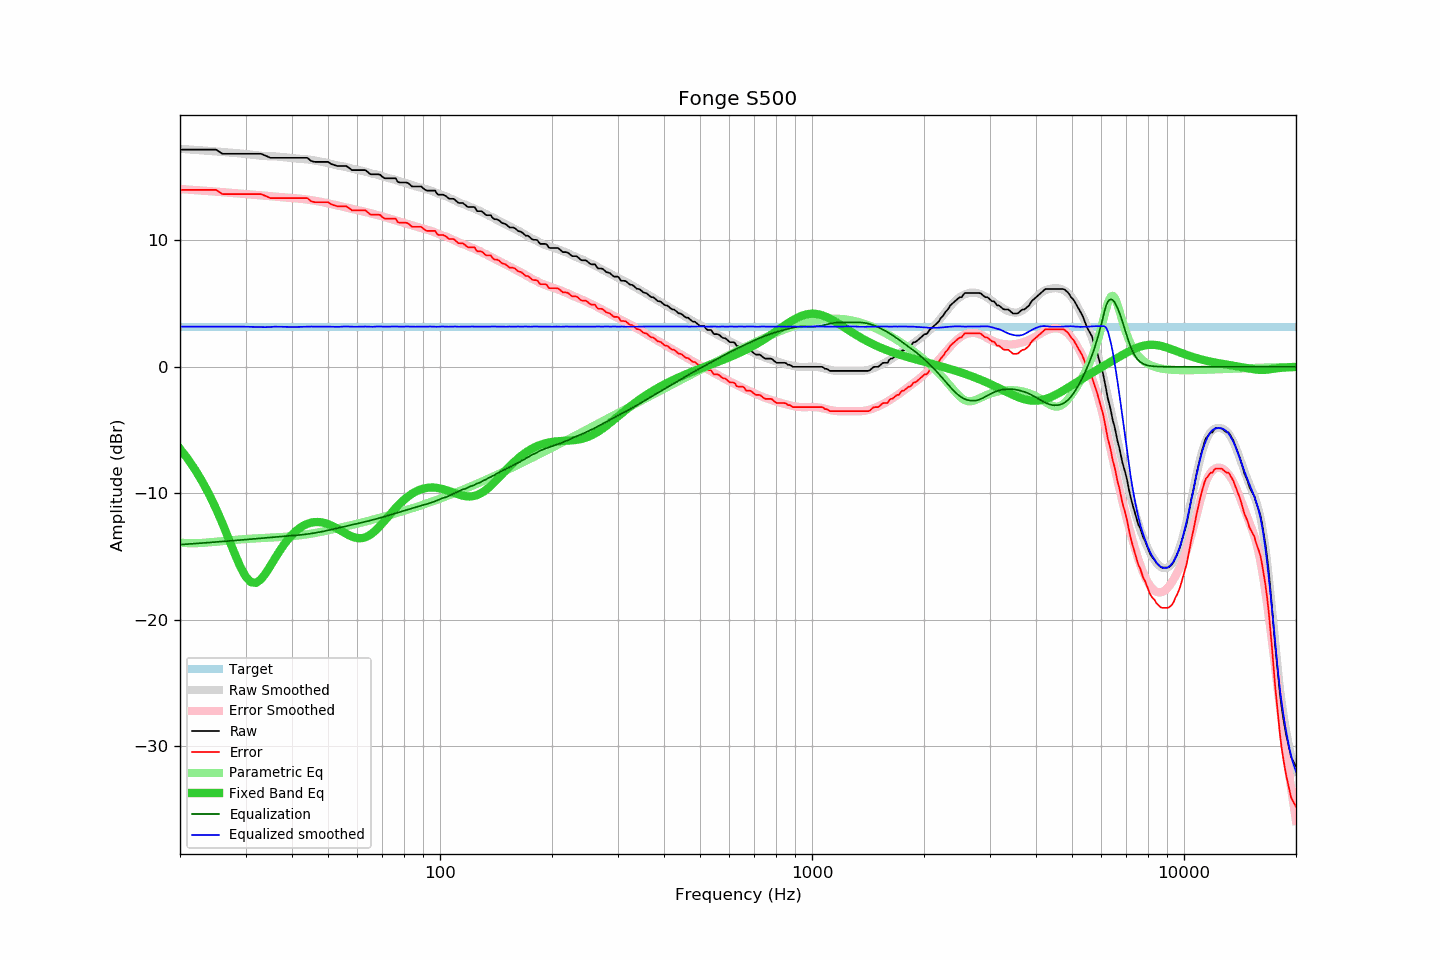 Fonge S500
Amplitude (dBr)
10
0
−10
−20
−30
Target
Raw Smoothed
Error Smoothed
Raw
Error
Parametric Eq
Fixed Band Eq
Equalization
Equalized smoothed
100 1000 10000
Frequency (Hz)